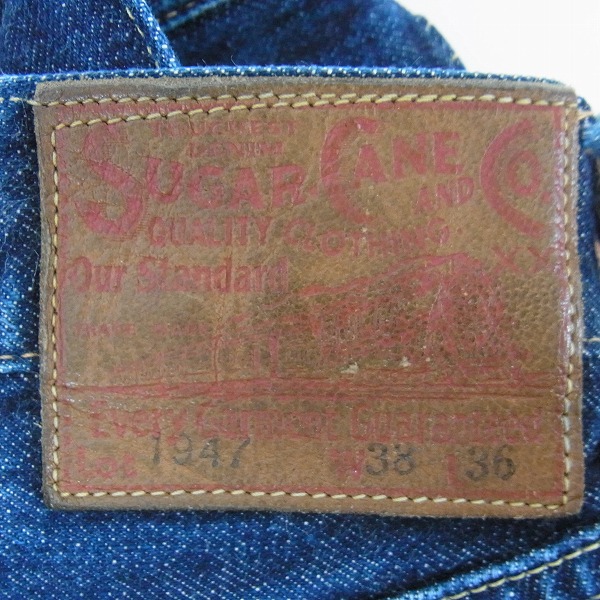 SUGAR CANE AND CO.
QUALITY CLOTHING
Our Standard
Every Garment Guaranteed
Lot 1947 W 38 L 36